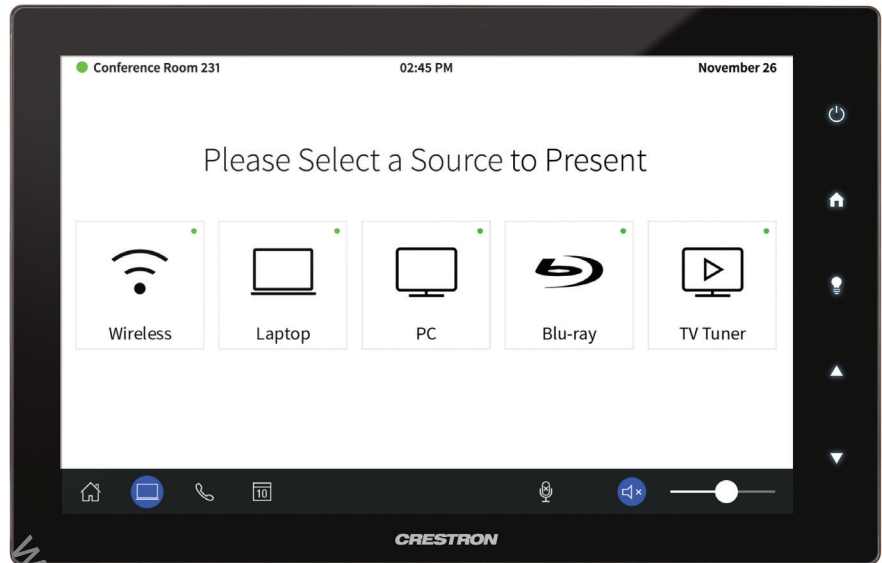 Conference Room 231 02:45 PM November 26
Please Select a Source to Present
Wireless Laptop PC Blu-ray TV Tuner
10
CRESTRON